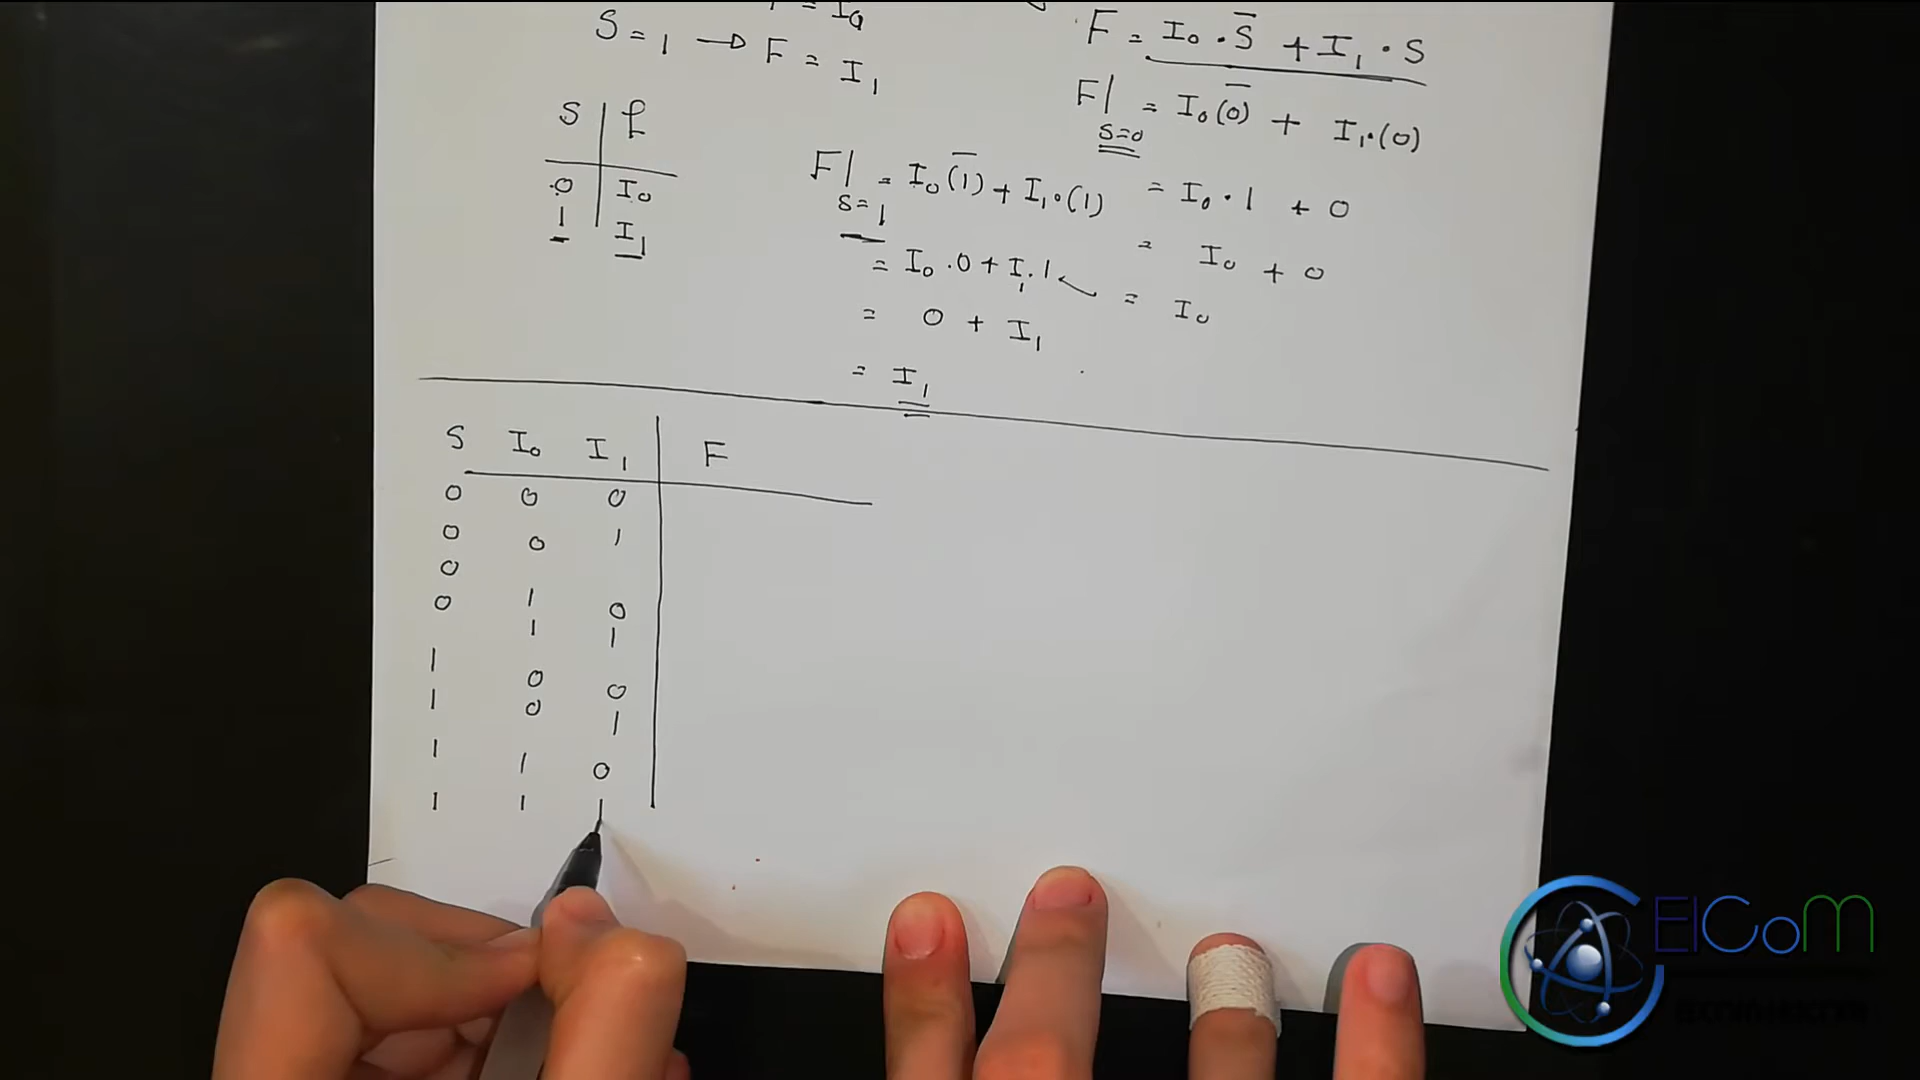 F = I₀
S = 1 → F = I₁
S | f
0 | I₀
1 | I₁
F = I₀ · S̅ + I₁ · S
F|ₛ₌₀ = I₀(0̅) + I₁·(0)
= I₀ · 1 + 0
= I₀ + 0
= I₀
F|ₛ₌₁ = I₀(1̅) + I₁·(1)
= I₀ · 0 + I₁ · 1
= 0 + I₁
= I₁
S I₀ I₁ | F
0 0 0
0 0 1
0 1 0
0 1 1
1 0 0
1 0 1
1 1 0
1 1 1
ElCoM